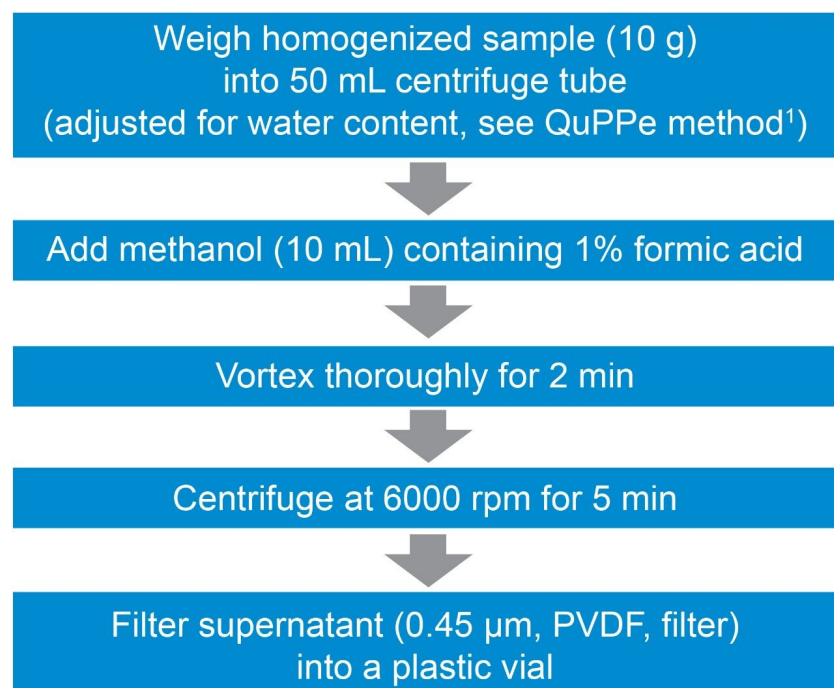 Weigh homogenized sample (10 g)
into 50 mL centrifuge tube
(adjusted for water content, see QuPPe method¹)
Add methanol (10 mL) containing 1% formic acid
Vortex thoroughly for 2 min
Centrifuge at 6000 rpm for 5 min
Filter supernatant (0.45 µm, PVDF, filter)
into a plastic vial